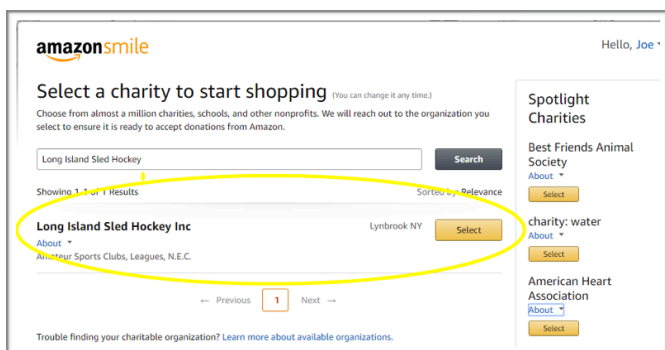 amazonsmile
Hello, Joe
Select a charity to start shopping (You can change it any time.)
Choose from almost a million charities, schools, and other nonprofits. We will reach out to the organization you
select to ensure it is ready to accept donations from Amazon.
Long Island Sled Hockey
Search
Showing 1-1 of 1 Results
Sorted by: Relevance
Long Island Sled Hockey Inc
Lynbrook NY
Select
About
Amateur Sports Clubs, Leagues, N.E.C.
← Previous 1 Next →
Trouble finding your charitable organization? Learn more about available organizations.
Spotlight
Charities
Best Friends Animal
Society
About
Select
charity: water
About
Select
American Heart
Association
About
Select